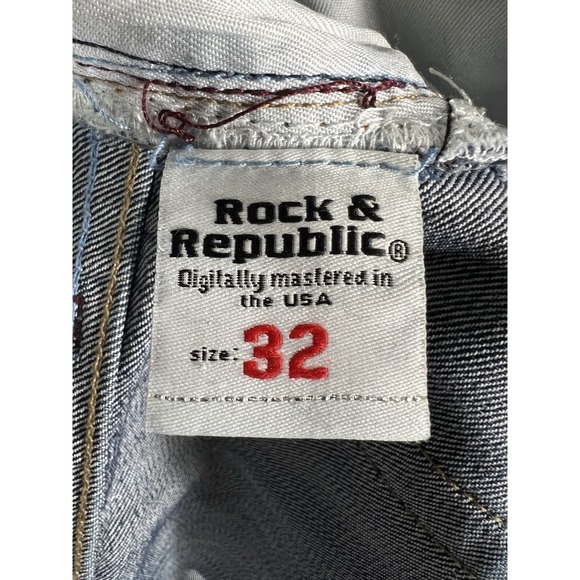 Rock &
Republic®
Digitally mastered in
the USA
size: 32